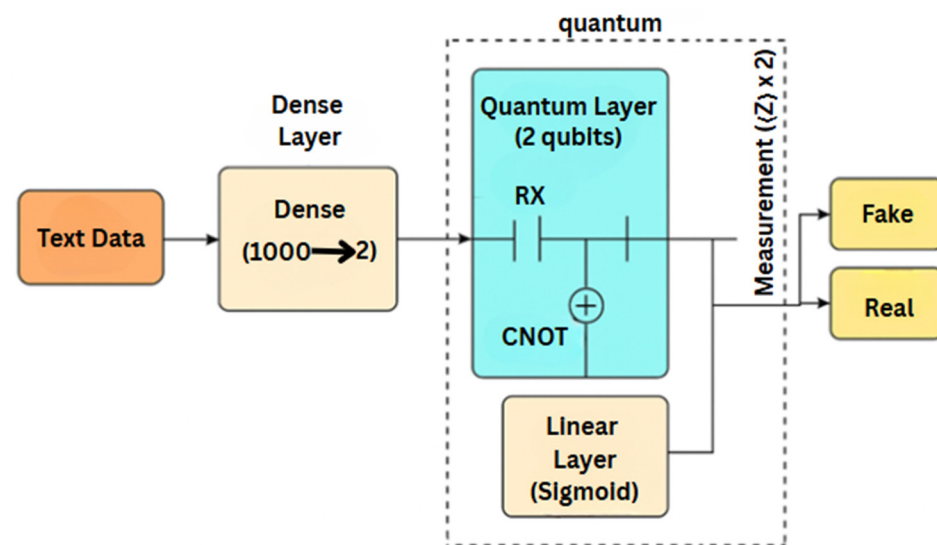 quantum
Dense
Layer
Text Data
Dense
(1000→2)
Quantum Layer
(2 qubits)
RX
CNOT
Linear
Layer
(Sigmoid)
Measurement (⟨Z⟩ x 2)
Fake
Real